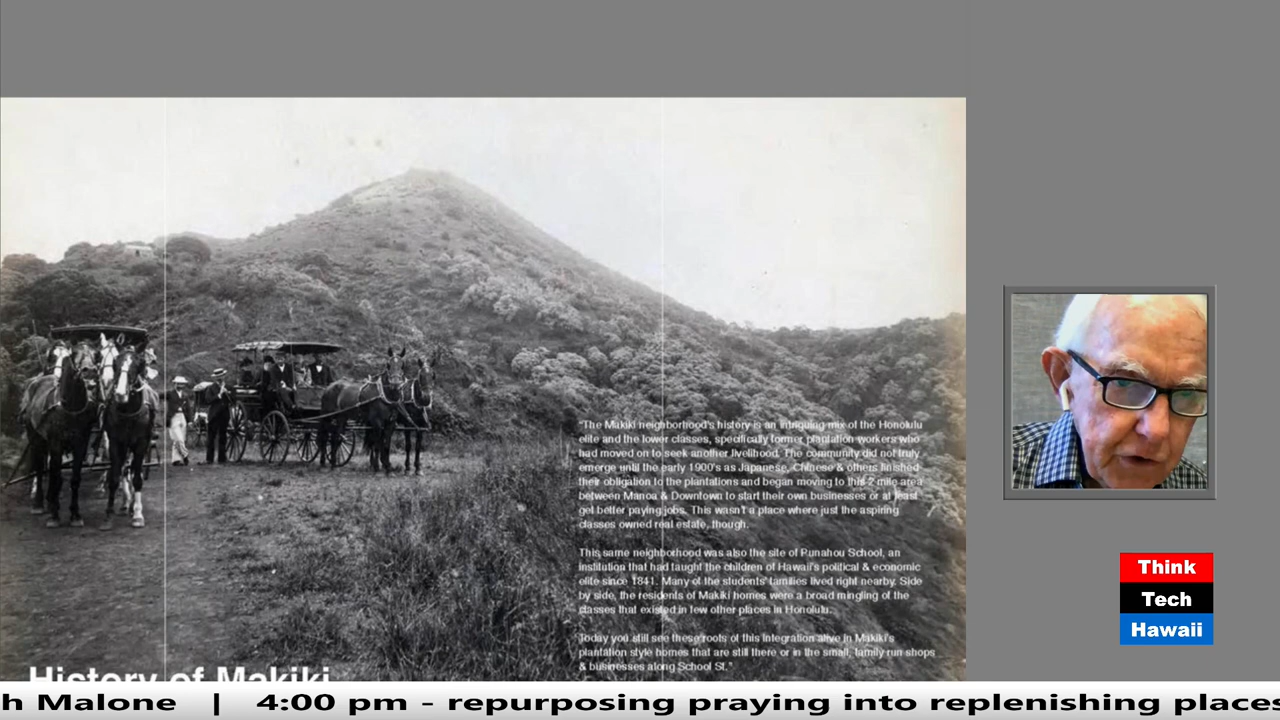 "The Makiki neighborhood's history is an intriguing mix of the Honolulu
elite and the lower classes, specifically former plantation workers who
had moved on to seek another livelihood. The community did not truly
emerge until the early 1900's as Japanese, Chinese & others finished
their obligation to the plantations and began moving to this 2 mile area
between Manoa & Downtown to start their own businesses or at least
get better paying jobs. This wasn't a place where just the aspiring
classes owned real estate, though.
This same neighborhood was also the site of Punahou School, an
institution that had taught the children of Hawaii's political & economic
elite since 1841. Many of the students' families lived right nearby. Side
by side, the residents of Makiki homes were a broad mingling of the
classes that existed in few other places in Honolulu.
Today you still see these roots of this integration alive in Makiki's
plantation style homes that are still there or in the small, family run shops
& businesses along School St."
History of Makiki
Think
Tech
Hawaii
h Malone | 4:00 pm - repurposing praying into replenishing places